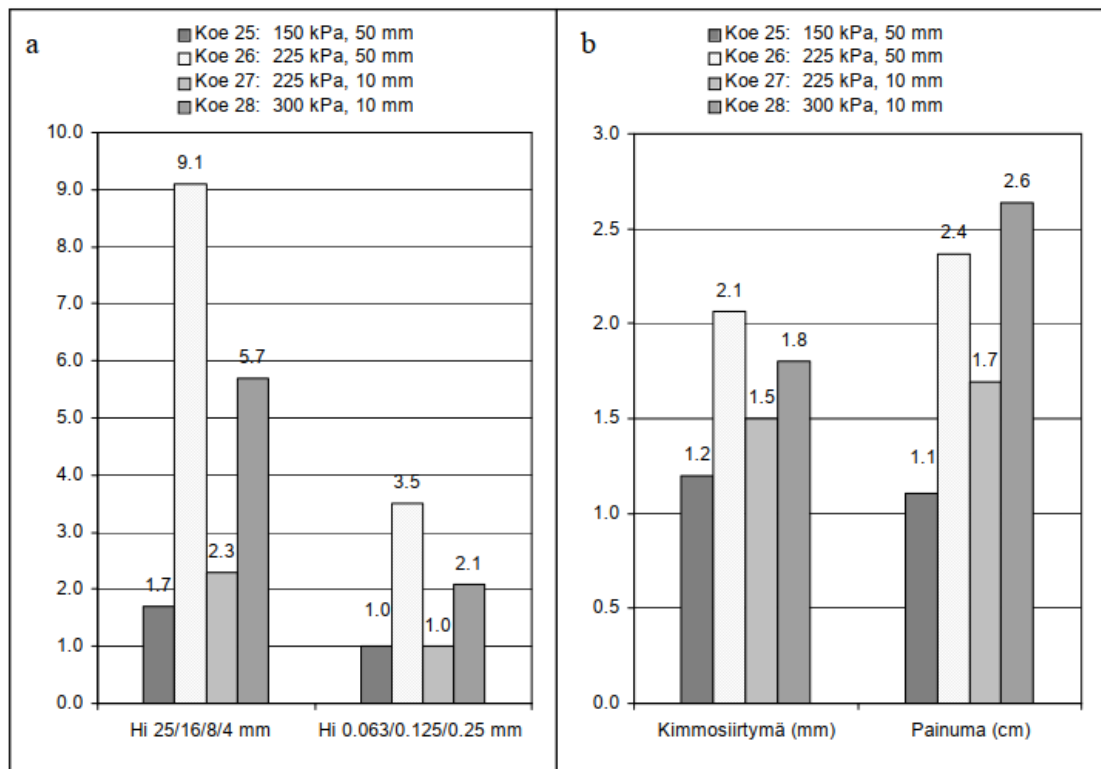 a
Koe 25: 150 kPa, 50 mm
Koe 26: 225 kPa, 50 mm
Koe 27: 225 kPa, 10 mm
Koe 28: 300 kPa, 10 mm
10.0
9.0
8.0
7.0
6.0
5.0
4.0
3.0
2.0
1.0
0.0
1.7
9.1
2.3
5.7
1.0
3.5
1.0
2.1
Hi 25/16/8/4 mm
Hi 0.063/0.125/0.25 mm
b
Koe 25: 150 kPa, 50 mm
Koe 26: 225 kPa, 50 mm
Koe 27: 225 kPa, 10 mm
Koe 28: 300 kPa, 10 mm
3.0
2.5
2.0
1.5
1.0
0.5
0.0
1.2
2.1
1.5
1.8
1.1
2.4
1.7
2.6
Kimmosiirtymä (mm)
Painuma (cm)